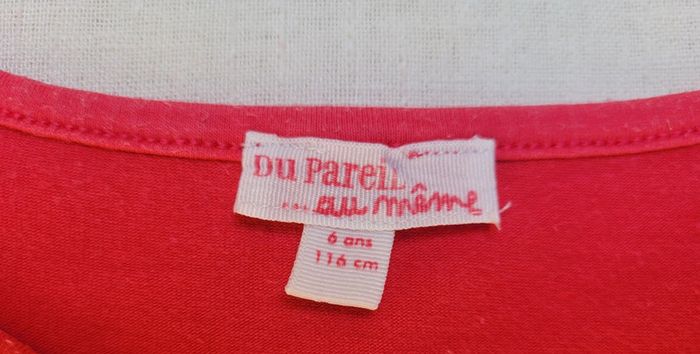 Du Pareil
...au même
6 ans
116 cm